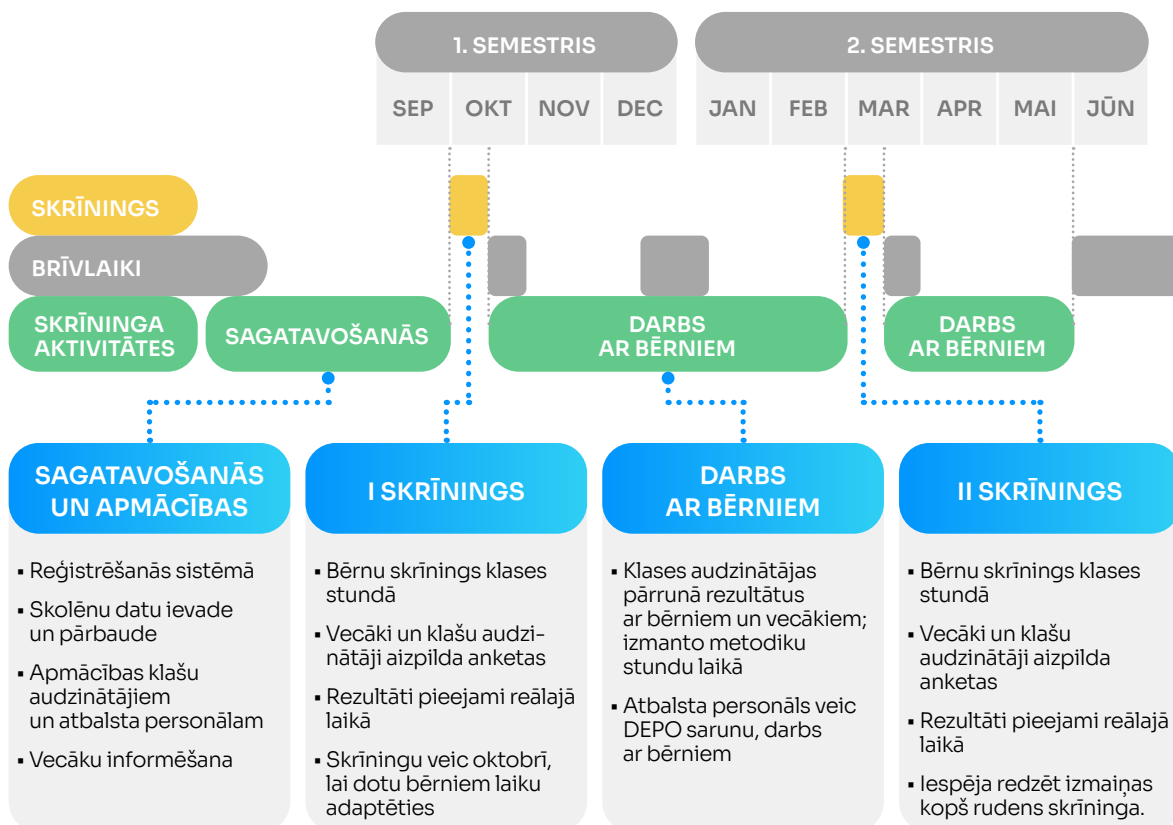 1. SEMESTRIS
2. SEMESTRIS
SEP
OKT
NOV
DEC
JAN
FEB
MAR
APR
MAI
JŪN
SKRĪNINGS
BRĪVLAIKI
SKRĪNINGA
AKTIVITĀTES
SAGATAVOŠANĀS
DARBS
AR BĒRNIEM
DARBS
AR BĒRNIEM
SAGATAVOŠANĀS
UN APMĀCĪBAS
▪ Reģistrēšanās sistēmā
▪ Skolēnu datu ievade
un pārbaude
▪ Apmācības klašu
audzinātājiem
un atbalsta personālam
▪ Vecāku informēšana
I SKRĪNINGS
▪ Bērnu skrīnings klases
stundā
▪ Vecāki un klašu audzi-
nātāji aizpilda anketas
▪ Rezultāti pieejami reālajā
laikā
▪ Skrīningu veic oktobrī,
lai dotu bērniem laiku
adaptēties
DARBS
AR BĒRNIEM
▪ Klases audzinātājas
pārrunā rezultātus
ar bērniem un vecākiem;
izmanto metodiku
stundu laikā
▪ Atbalsta personāls veic
DEPO sarunu, darbs
ar bērniem
II SKRĪNINGS
▪ Bērnu skrīnings klases
stundā
▪ Vecāki un klašu
audzinātāji aizpilda
anketas
▪ Rezultāti pieejami reālajā
laikā
▪ Iespēja redzēt izmaiņas
kopš rudens skrīninga.